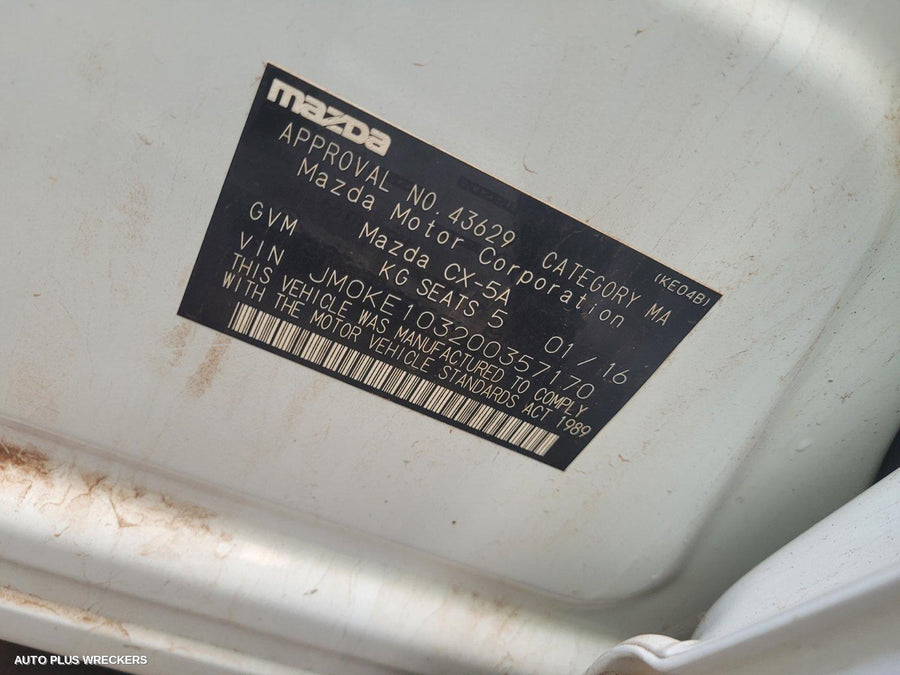 mazda
(KE04B)
APPROVAL NO. 43629 CATEGORY MA
Mazda Motor Corporation
Mazda CX-5A 01/16
GVM KG SEATS 5
VIN JM0KE103200357170
THIS VEHICLE WAS MANUFACTURED TO COMPLY
WITH THE MOTOR VEHICLE STANDARDS ACT 1989
AUTO PLUS WRECKERS